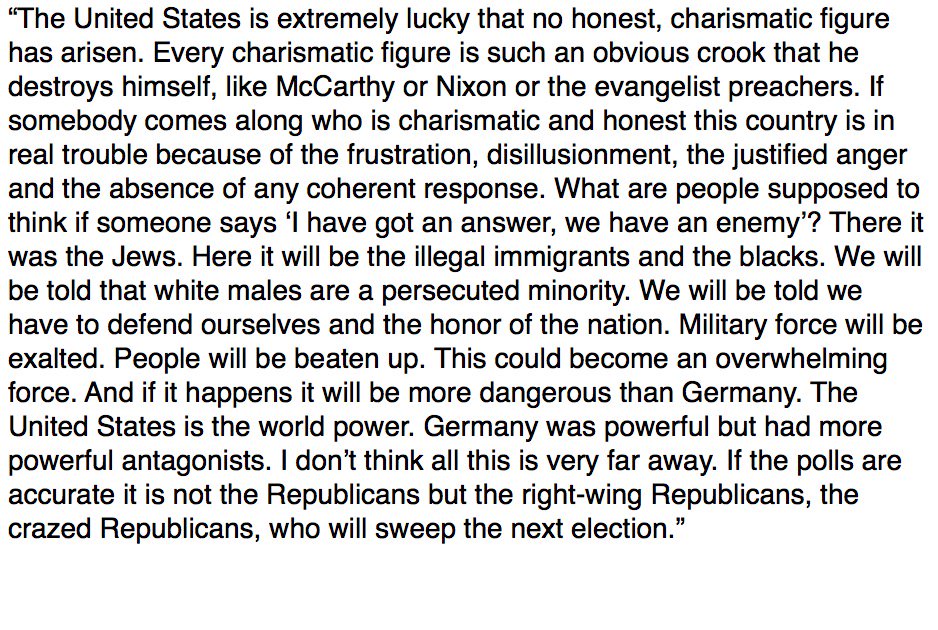 “The United States is extremely lucky that no honest, charismatic figure
has arisen. Every charismatic figure is such an obvious crook that he
destroys himself, like McCarthy or Nixon or the evangelist preachers. If
somebody comes along who is charismatic and honest this country is in
real trouble because of the frustration, disillusionment, the justified anger
and the absence of any coherent response. What are people supposed to
think if someone says ‘I have got an answer, we have an enemy’? There it
was the Jews. Here it will be the illegal immigrants and the blacks. We will
be told that white males are a persecuted minority. We will be told we
have to defend ourselves and the honor of the nation. Military force will be
exalted. People will be beaten up. This could become an overwhelming
force. And if it happens it will be more dangerous than Germany. The
United States is the world power. Germany was powerful but had more
powerful antagonists. I don’t think all this is very far away. If the polls are
accurate it is not the Republicans but the right-wing Republicans, the
crazed Republicans, who will sweep the next election.”